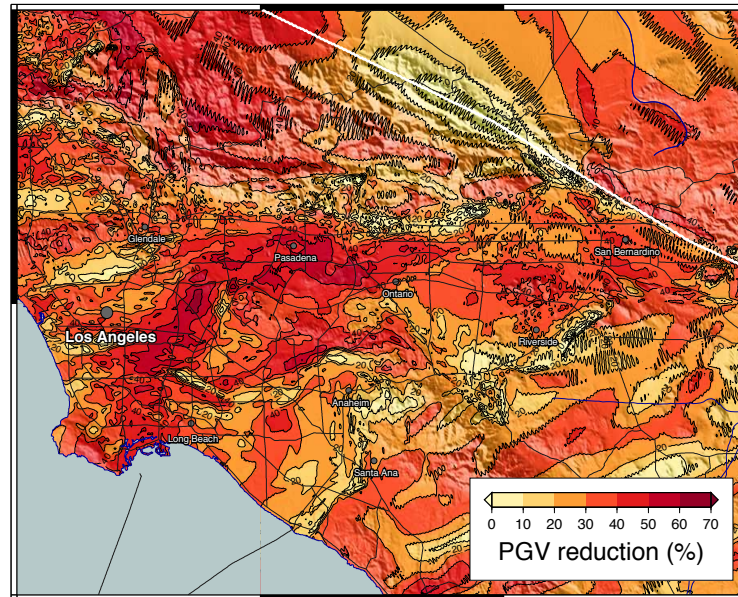 Glendale
Pasadena
San Bernardino
Ontario
Los Angeles
Riverside
Anaheim
Long Beach
Santa Ana
0 10 20 30 40 50 60 70
PGV reduction (%)